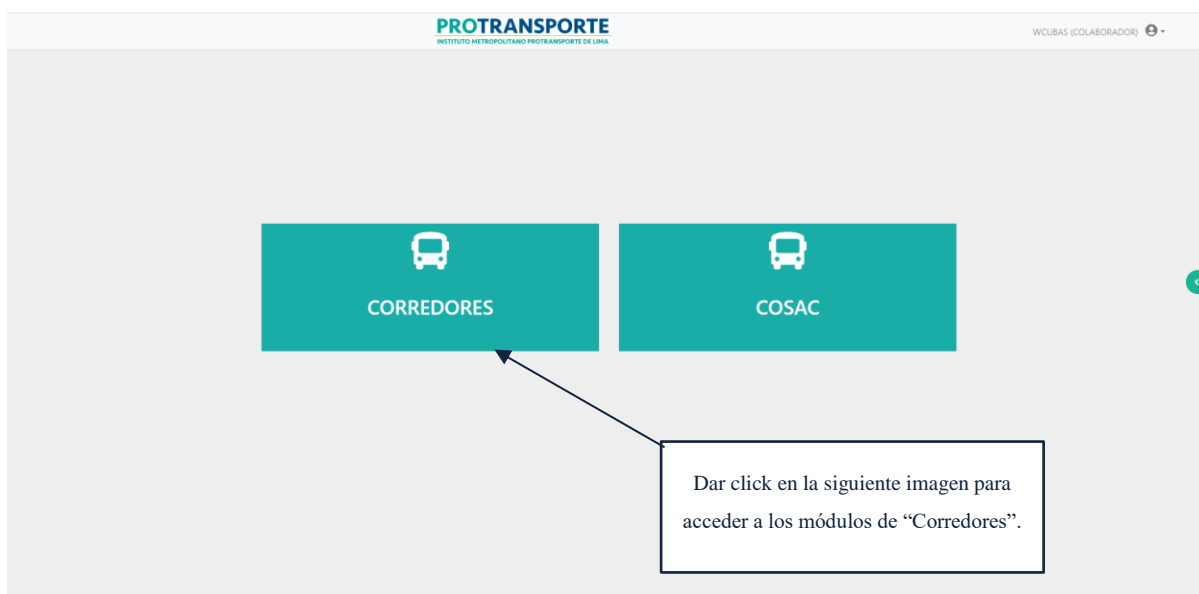 PROTRANSPORTE
INSTITUTO METROPOLITANO PROTRANSPORTE DE LIMA
WCUBAS (COLABORADOR)
CORREDORES
COSAC
Dar click en la siguiente imagen para
acceder a los módulos de “Corredores”.